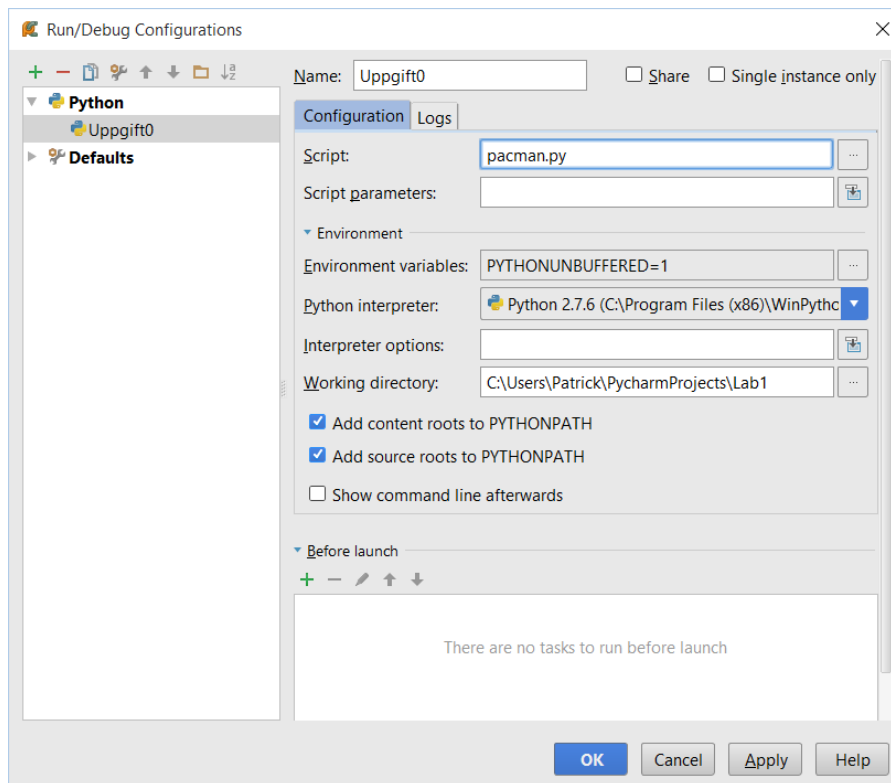 Run/Debug Configurations
Name: Uppgift0 Share Single instance only
Python
Uppgift0
Defaults
Configuration Logs
Script: pacman.py ...
Script parameters:
Environment
Environment variables: PYTHONUNBUFFERED=1 ...
Python interpreter: Python 2.7.6 (C:\Program Files (x86)\WinPythc
Interpreter options:
Working directory: C:\Users\Patrick\PycharmProjects\Lab1 ...
Add content roots to PYTHONPATH
Add source roots to PYTHONPATH
Show command line afterwards
Before launch
There are no tasks to run before launch
OK Cancel Apply Help